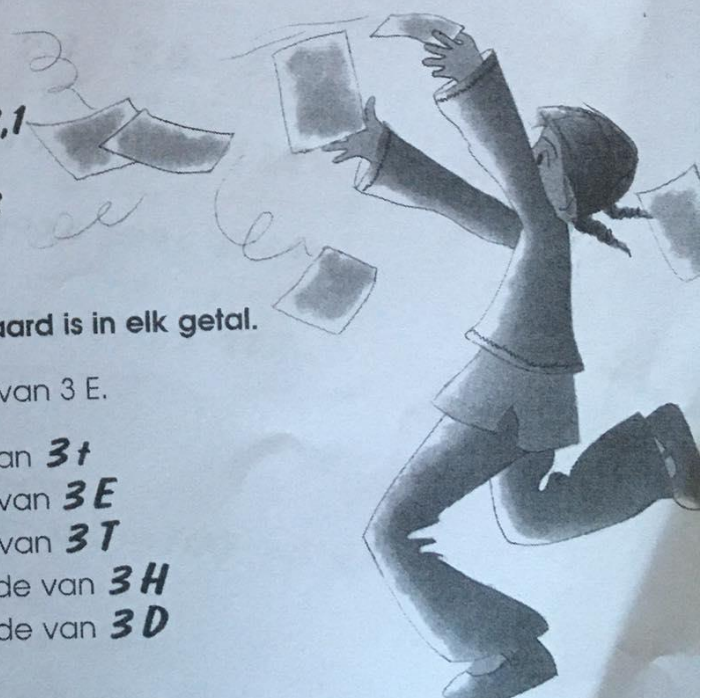 ,1
aard is in elk getal.
van 3 E.
an 3 t
van 3 E
van 3 T
de van 3 H
de van 3 D